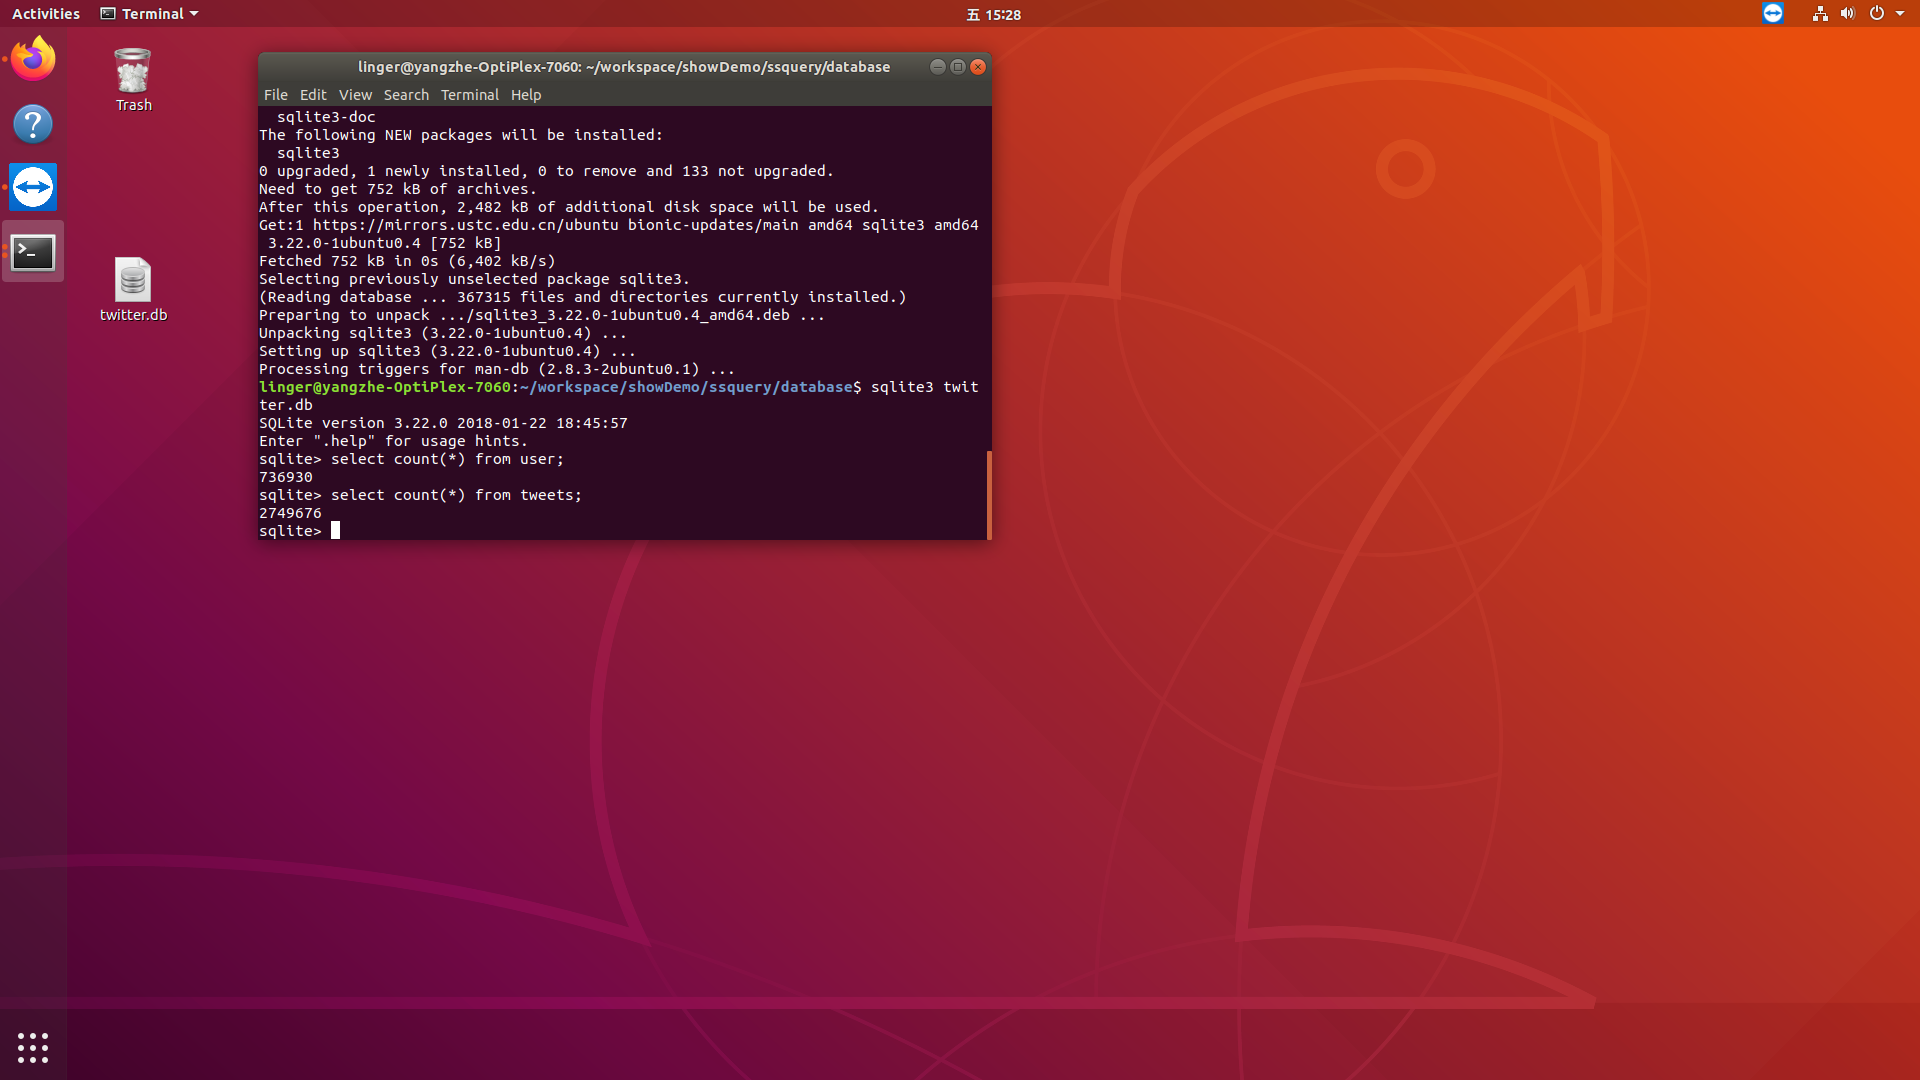 Activities
Terminal
五 15:28
Trash
twitter.db
linger@yangzhe-OptiPlex-7060: ~/workspace/showDemo/ssquery/database
File Edit View Search Terminal Help
sqlite3-doc
The following NEW packages will be installed:
sqlite3
0 upgraded, 1 newly installed, 0 to remove and 133 not upgraded.
Need to get 752 kB of archives.
After this operation, 2,482 kB of additional disk space will be used.
Get:1 https://mirrors.ustc.edu.cn/ubuntu bionic-updates/main amd64 sqlite3 amd64
3.22.0-1ubuntu0.4 [752 kB]
Fetched 752 kB in 0s (6,402 kB/s)
Selecting previously unselected package sqlite3.
(Reading database ... 367315 files and directories currently installed.)
Preparing to unpack .../sqlite3_3.22.0-1ubuntu0.4_amd64.deb ...
Unpacking sqlite3 (3.22.0-1ubuntu0.4) ...
Setting up sqlite3 (3.22.0-1ubuntu0.4) ...
Processing triggers for man-db (2.8.3-2ubuntu0.1) ...
linger@yangzhe-OptiPlex-7060:~/workspace/showDemo/ssquery/database$ sqlite3 twit
ter.db
SQLite version 3.22.0 2018-01-22 18:45:57
Enter ".help" for usage hints.
sqlite> select count(*) from user;
736930
sqlite> select count(*) from tweets;
2749676
sqlite>